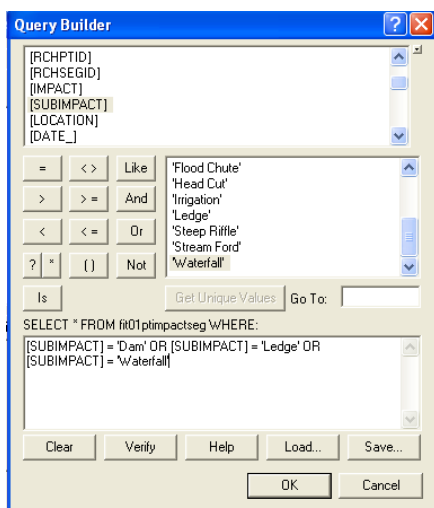 Query Builder
[RCHPTID]
[RCHSEGID]
[IMPACT]
[SUBIMPACT]
[LOCATION]
[DATE_]
= <> Like
> >= And
< <= Or
? * () Not
Is
'Flood Chute'
'Head Cut'
'Irrigation'
'Ledge'
'Steep Riffle'
'Stream Ford'
'Waterfall'
Get Unique Values Go To:
SELECT * FROM fit01ptimpactseg WHERE:
[SUBIMPACT] = 'Dam' OR [SUBIMPACT] = 'Ledge' OR
[SUBIMPACT] = 'Waterfall'
Clear Verify Help Load... Save...
OK Cancel